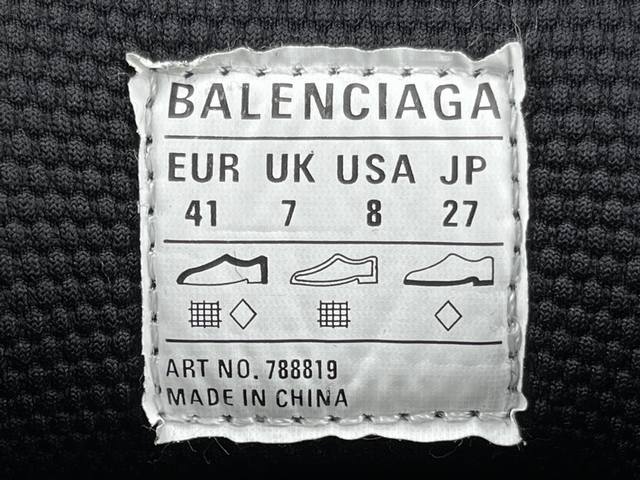 BALENCIAGA
EUR UK USA JP
41 7 8 27
ART NO. 788819
MADE IN CHINA